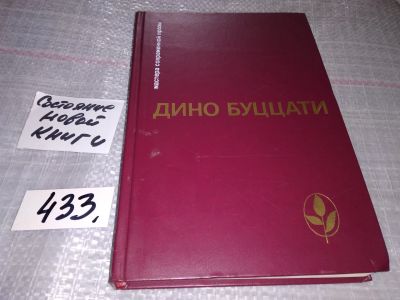 Состояние
новой
книги
433,
мастера современной прозы
ДИНО БУЦЦАТИ